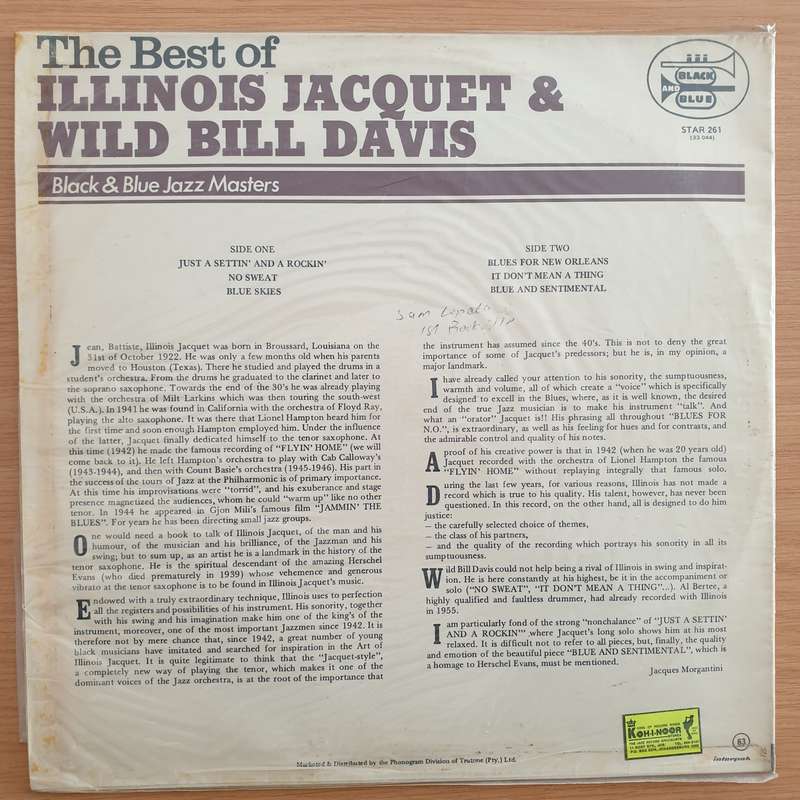 The Best of
ILLINOIS JACQUET &
WILD BILL DAVIS
BLACK
AND BLUE
STAR 261
(33 044)
Black & Blue Jazz Masters
SIDE ONE
JUST A SETTIN' AND A ROCKIN'
NO SWEAT
BLUE SKIES
SIDE TWO
BLUES FOR NEW ORLEANS
IT DON'T MEAN A THING
BLUE AND SENTIMENTAL
Sam
1st
Jean, Battiste, Illinois Jacquet was born in Broussard, Louisiana on the
31st of October 1922. He was only a few months old when his parents
moved to Houston (Texas). There he studied and played the drums in a
student's orchestra. From the drums he graduated to the clarinet and later to
the soprano saxophone. Towards the end of the 30's he was already playing
with the orchestra of Milt Larkins which was then touring the south-west
(U.S.A.). In 1941 he was found in California with the orchestra of Floyd Ray,
playing the alto saxophone. It was there that Lionel Hampton heard him for
the first time and soon enough Hampton employed him. Under the influence
of the latter, Jacquet finally dedicated himself to the tenor saxophone. At
this time (1942) he made the famous recording of "FLYIN' HOME" (we will
come back to it). He left Hampton's orchestra to play with Cab Calloway's
(1943-1944), and then with Count Basie's orchestra (1945-1946). His part in
the success of the tours of Jazz at the Philharmonic is of primary importance.
At this time his improvisations were "torrid", and his exuberance and stage
presence magnetized the audiences, whom he could "warm up" like no other
tenor. In 1944 he appeared in Gjon Mili's famous film "JAMMIN' THE
BLUES". For years he has been directing small jazz groups.
One would need a book to talk of Illinois Jacquet, of the man and his
humour, of the musician and his brilliance, of the Jazzman and his
swing; but to sum up, as an artist he is a landmark in the history of the
tenor saxophone. He is the spiritual descendant of the amazing Herschel
Evans (who died prematurely in 1939) whose vehemence and generous
vibrato at the tenor saxophone is to be found in Illinois Jacquet's music.
Endowed with a truly extraordinary technique, Illinois uses to perfection
all the registers and possibilities of his instrument. His sonority, together
with his swing and his imagination make him one of the king's of the
instrument, moreover, one of the most important Jazzmen since 1942. It is
therefore not by mere chance that, since 1942, a great number of young
black musicians have imitated and searched for inspiration in the Art of
Illinois Jacquet. It is quite legitimate to think that the "Jacquet-style",
a completely new way of playing the tenor, which makes it one of the
dominant voices of the Jazz orchestra, is at the root of the importance that
the instrument has assumed since the 40's. This is not to deny the great
importance of some of Jacquet's predessors; but he is, in my opinion, a
major landmark.
I have already called your attention to his sonority, the sumptuousness,
warmth and volume, all of which create a "voice" which is specifically
designed to excell in the Blues, where, as it is well known, the desired
end of the true Jazz musician is to make his instrument "talk". And
what an "orator" Jacquet is!! His phrasing all throughout "BLUES FOR
N.O.", is extraordinary, as well as his feeling for hues and for contrasts, and
the admirable control and quality of his notes.
A proof of his creative power is that in 1942 (when he was 20 years old)
Jacquet recorded with the orchestra of Lionel Hampton the famous
"FLYIN' HOME" without replaying integrally that famous solo.
During the last few years, for various reasons, Illinois has not made a
record which is true to his quality. His talent, however, has never been
questioned. In this record, on the other hand, all is designed to do him
justice:
– the carefully selected choice of themes,
– the class of his partners,
– and the quality of the recording which portrays his sonority in all its
sumptuousness.
Wild Bill Davis could not help being a rival of Illinois in swing and inspirat-
ion. He is here constantly at his highest, be it in the accompaniment or
solo ("NO SWEAT", "IT DON'T MEAN A THING"...). Al Bertee, a
highly qualified and faultless drummer, had already recorded with Illinois
in 1955.
I am particularly fond of the strong "nonchalance" of "JUST A SETTIN'
AND A ROCKIN'" where Jacquet's long solo shows him at his most
relaxed. It is difficult not to refer to all pieces, but, finally, the quality
and emotion of the beautiful piece "BLUE AND SENTIMENTAL", which is
a homage to Herschel Evans, must be mentioned.
Jacques Morgantini
KOH-I-NOOR
63
interpak
Marketed & Distributed by the Phonogram Division of Trutone (Pty.) Ltd.